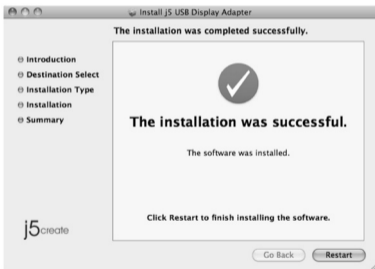 Install j5 USB Display Adapter
The installation was completed successfully.
Introduction
Destination Select
Installation Type
Installation
Summary
The installation was successful.
The software was installed.
Click Restart to finish installing the software.
j5create
Go Back
Restart